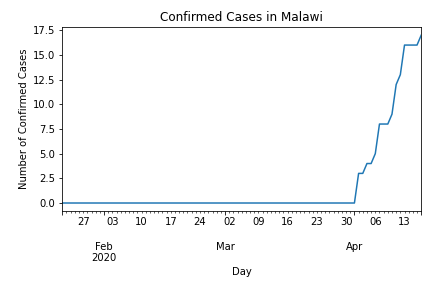 Confirmed Cases in Malawi
Number of Confirmed Cases
17.5
15.0
12.5
10.0
7.5
5.0
2.5
0.0
27 03 10 17 24 02 09 16 23 30 06 13
Feb Mar Apr
2020
Day